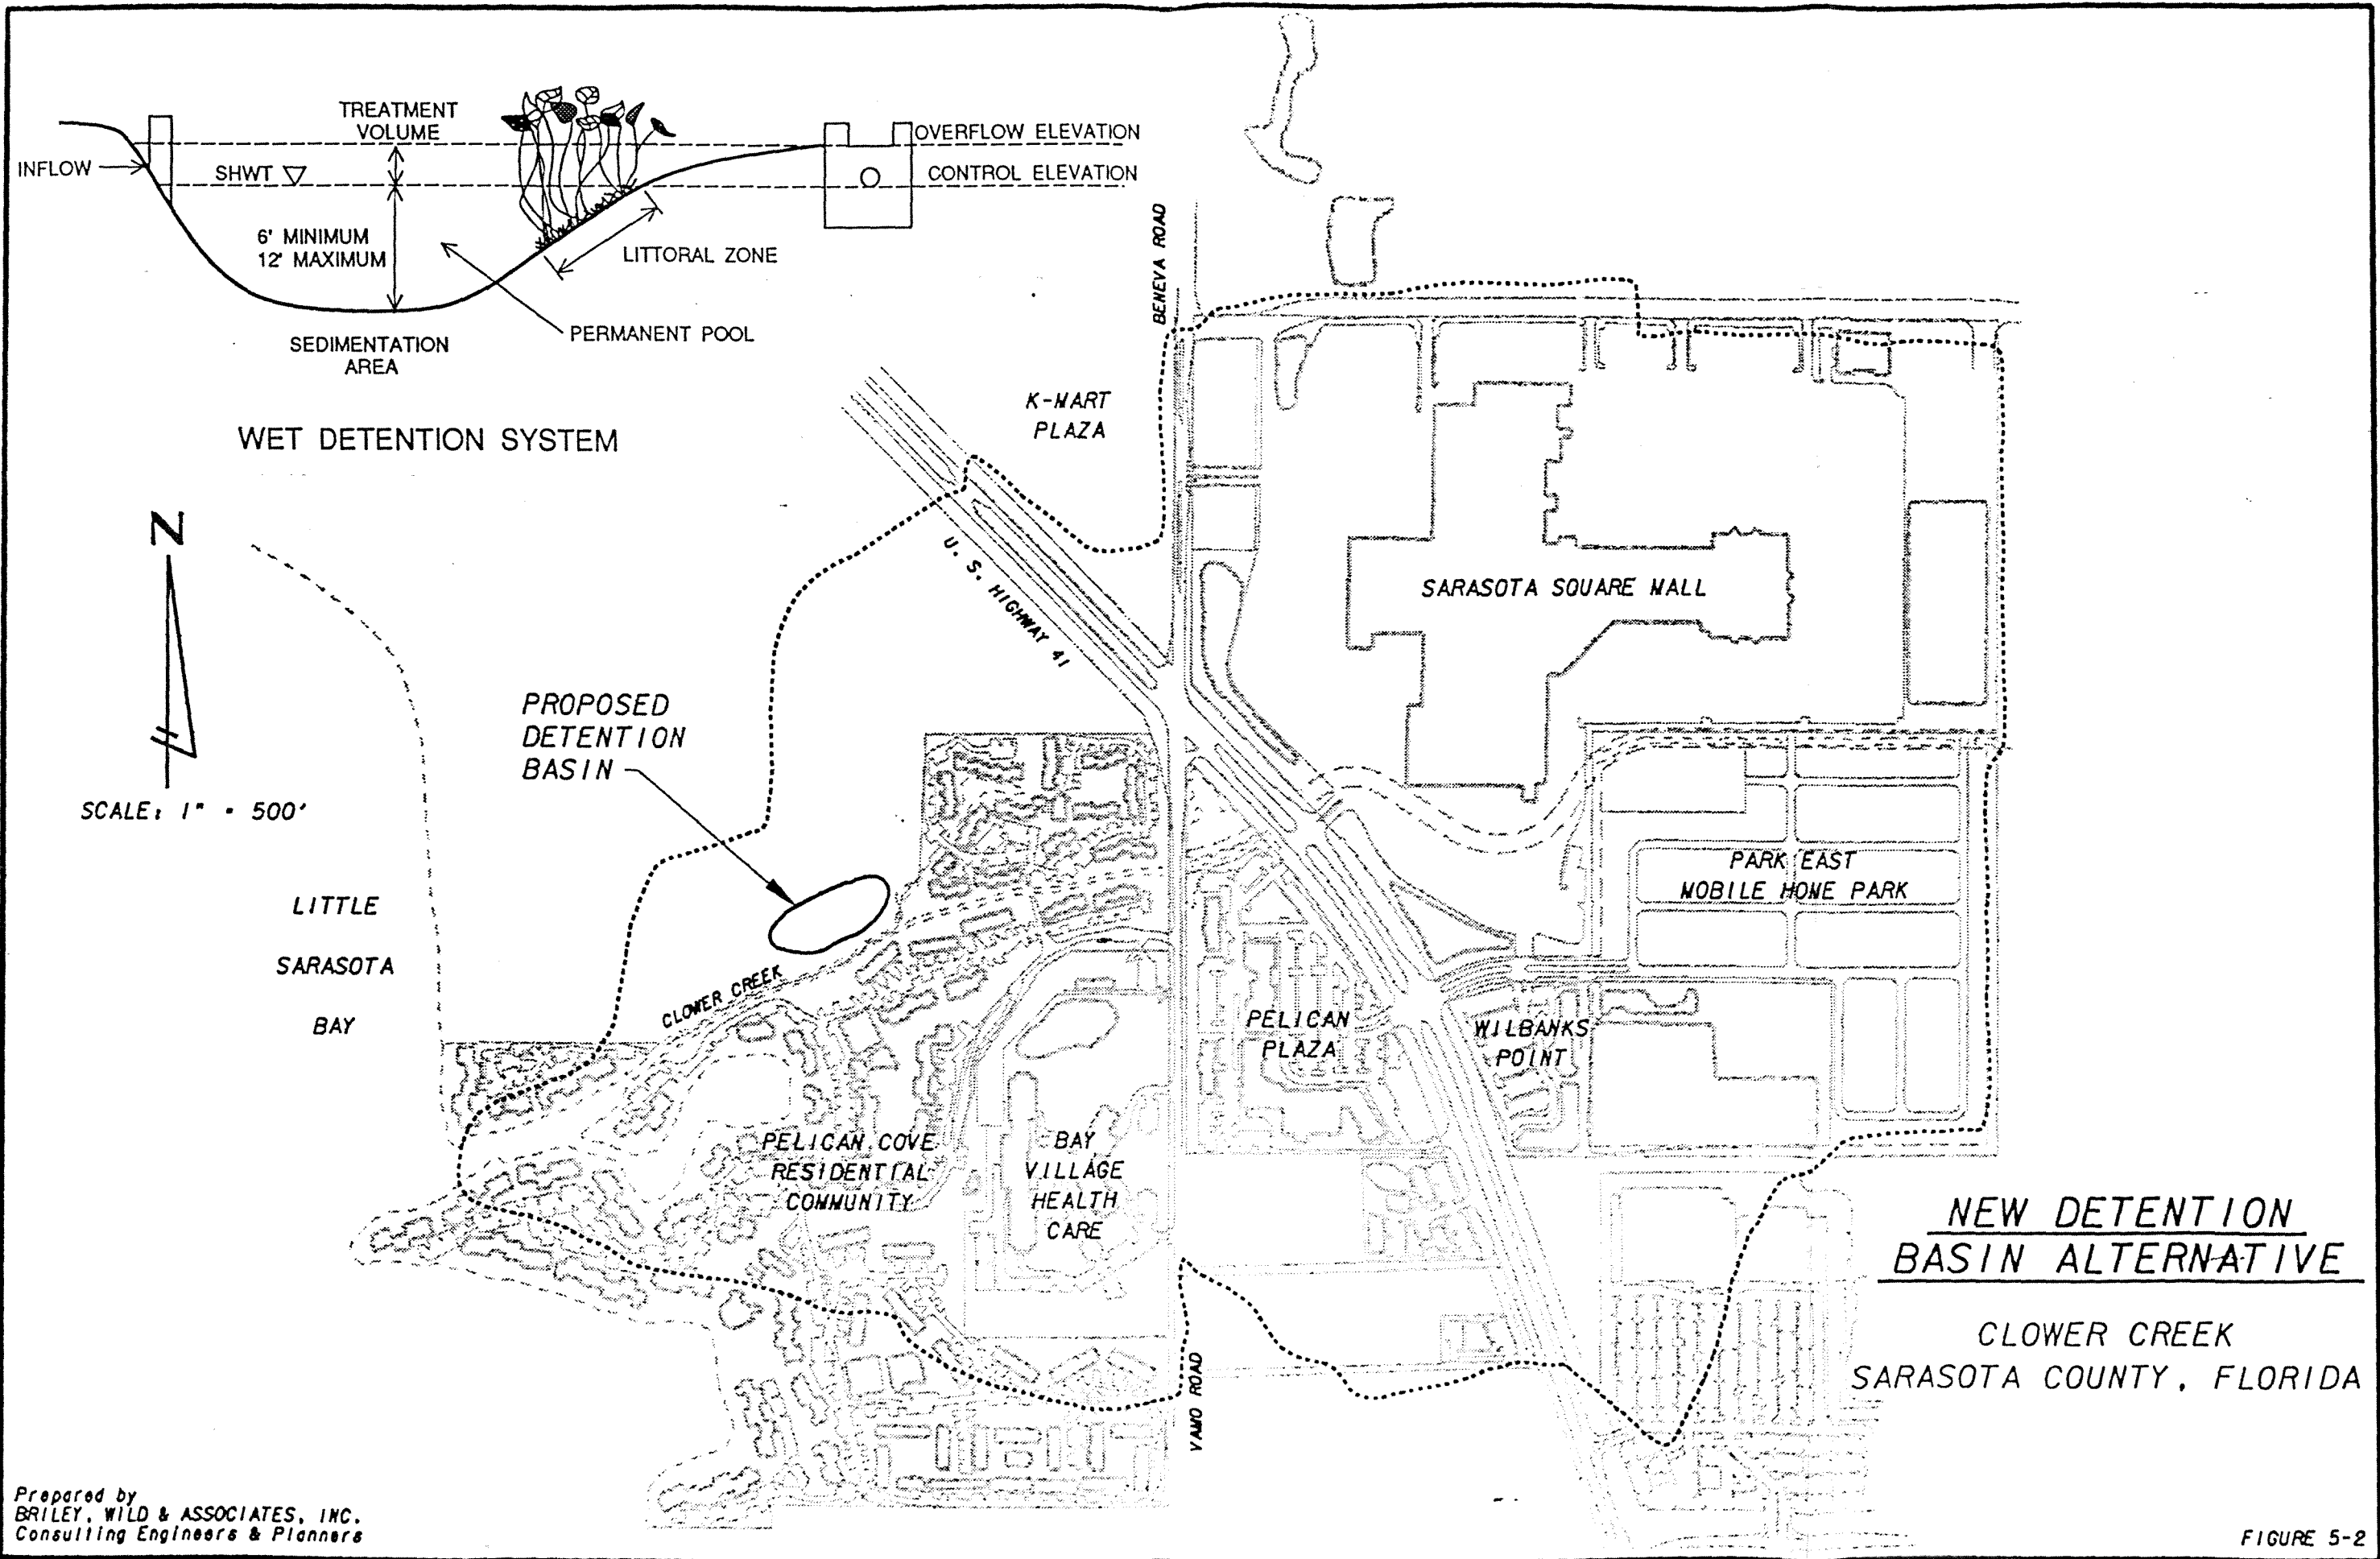 TREATMENT
VOLUME
OVERFLOW ELEVATION
INFLOW
SHWT
CONTROL ELEVATION
6' MINIMUM
12' MAXIMUM
LITTORAL ZONE
PERMANENT POOL
SEDIMENTATION
AREA
WET DETENTION SYSTEM
N
SCALE: 1" = 500'
BENEVA ROAD
K-MART
PLAZA
U. S. HIGHWAY 41
SARASOTA SQUARE MALL
PROPOSED
DETENTION
BASIN
LITTLE
SARASOTA
BAY
CLOWER CREEK
PARK EAST
MOBILE HOME PARK
PELICAN
PLAZA
WILBANKS
POINT
PELICAN COVE
RESIDENTIAL
COMMUNITY
BAY
VILLAGE
HEALTH
CARE
VAMO ROAD
NEW DETENTION
BASIN ALTERNATIVE
CLOWER CREEK
SARASOTA COUNTY, FLORIDA
Prepared by
BRILEY, WILD & ASSOCIATES, INC.
Consulting Engineers & Planners
FIGURE 5-2